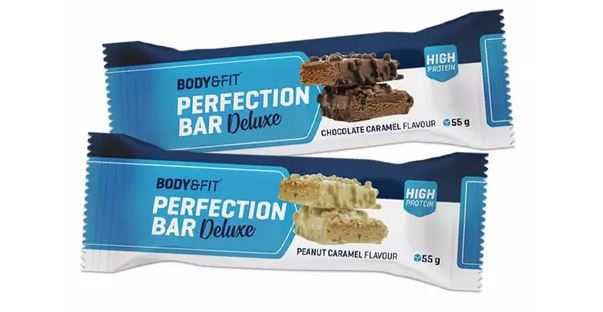 BODY&FIT
PERFECTION
BAR Deluxe
HIGH
PROTEIN
CHOCOLATE CARAMEL FLAVOUR
55 g
BODY&FIT
PERFECTION
BAR Deluxe
HIGH
PROTEIN
PEANUT CARAMEL FLAVOUR
55 g